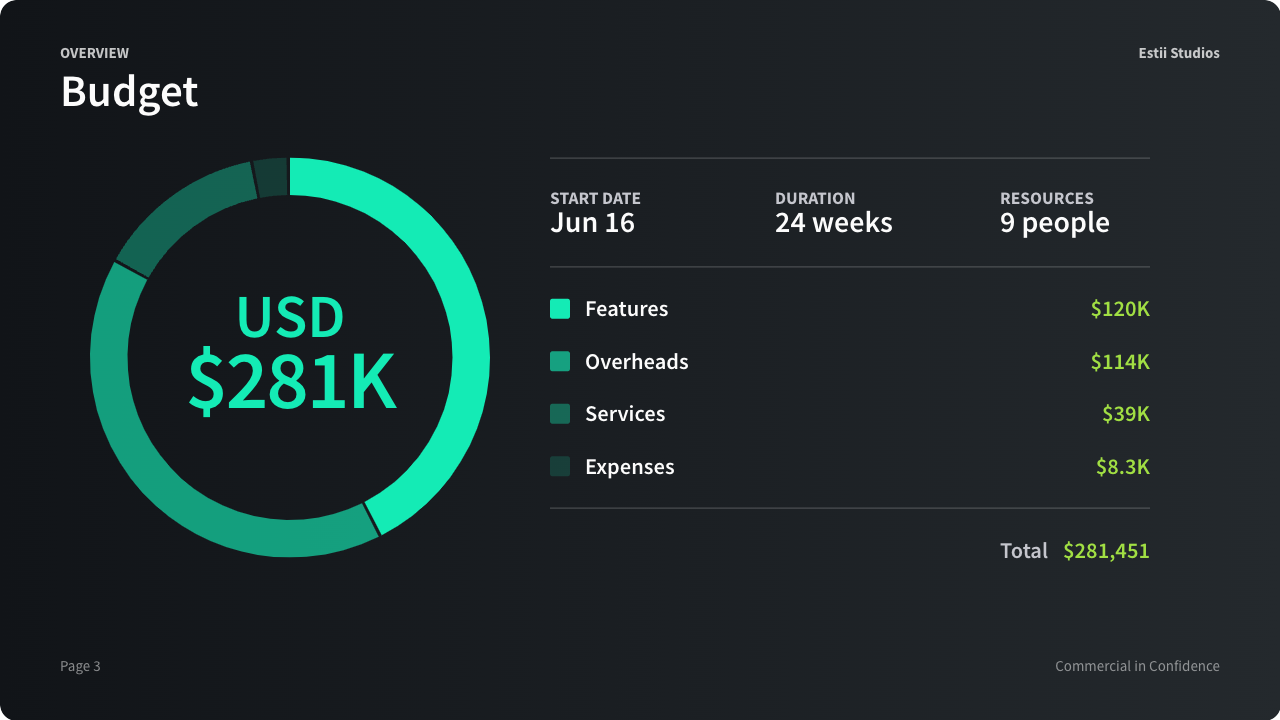 OVERVIEW
Estii Studios
Budget
USD
$281K
START DATE
Jun 16
DURATION
24 weeks
RESOURCES
9 people
Features $120K
Overheads $114K
Services $39K
Expenses $8.3K
Total $281,451
Page 3
Commercial in Confidence